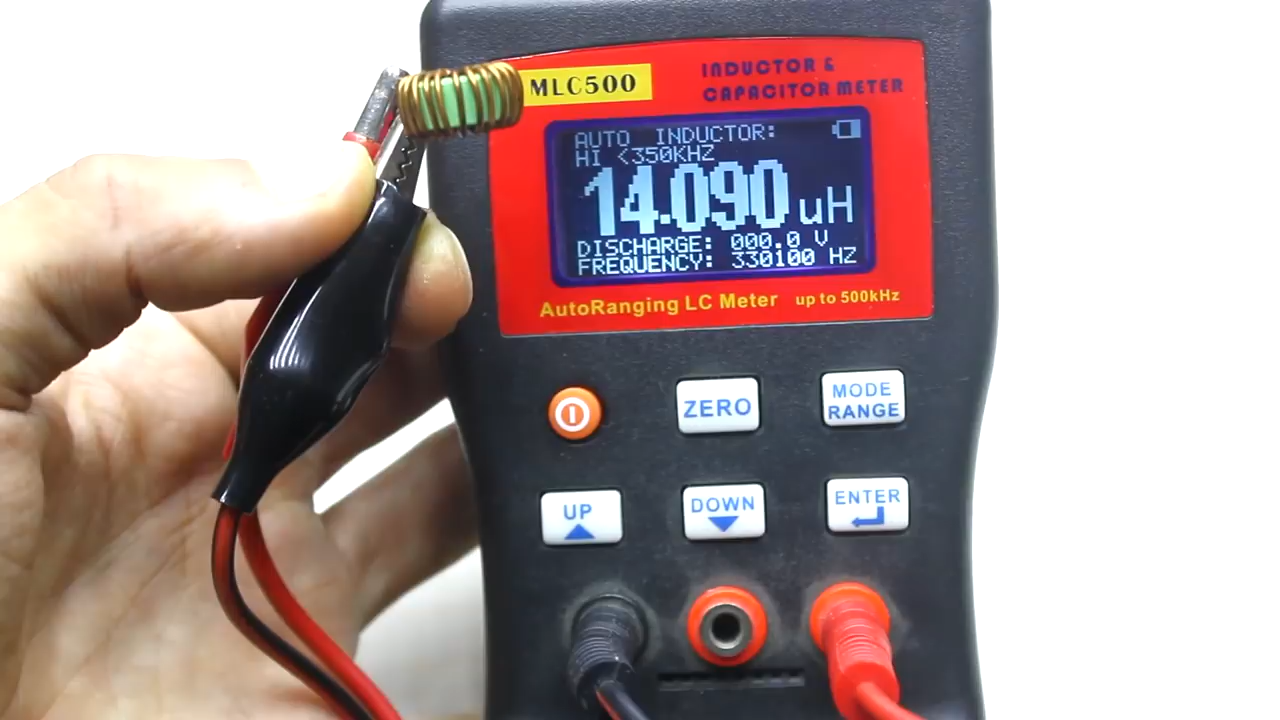 MLC500
INDUCTOR &
CAPACITOR METER
AUTO INDUCTOR:
HI <350KHZ
14.090 uH
DISCHARGE: 000.0 V
FREQUENCY: 330100 HZ
AutoRanging LC Meter up to 500kHz
ZERO
MODE
RANGE
UP
DOWN
ENTER